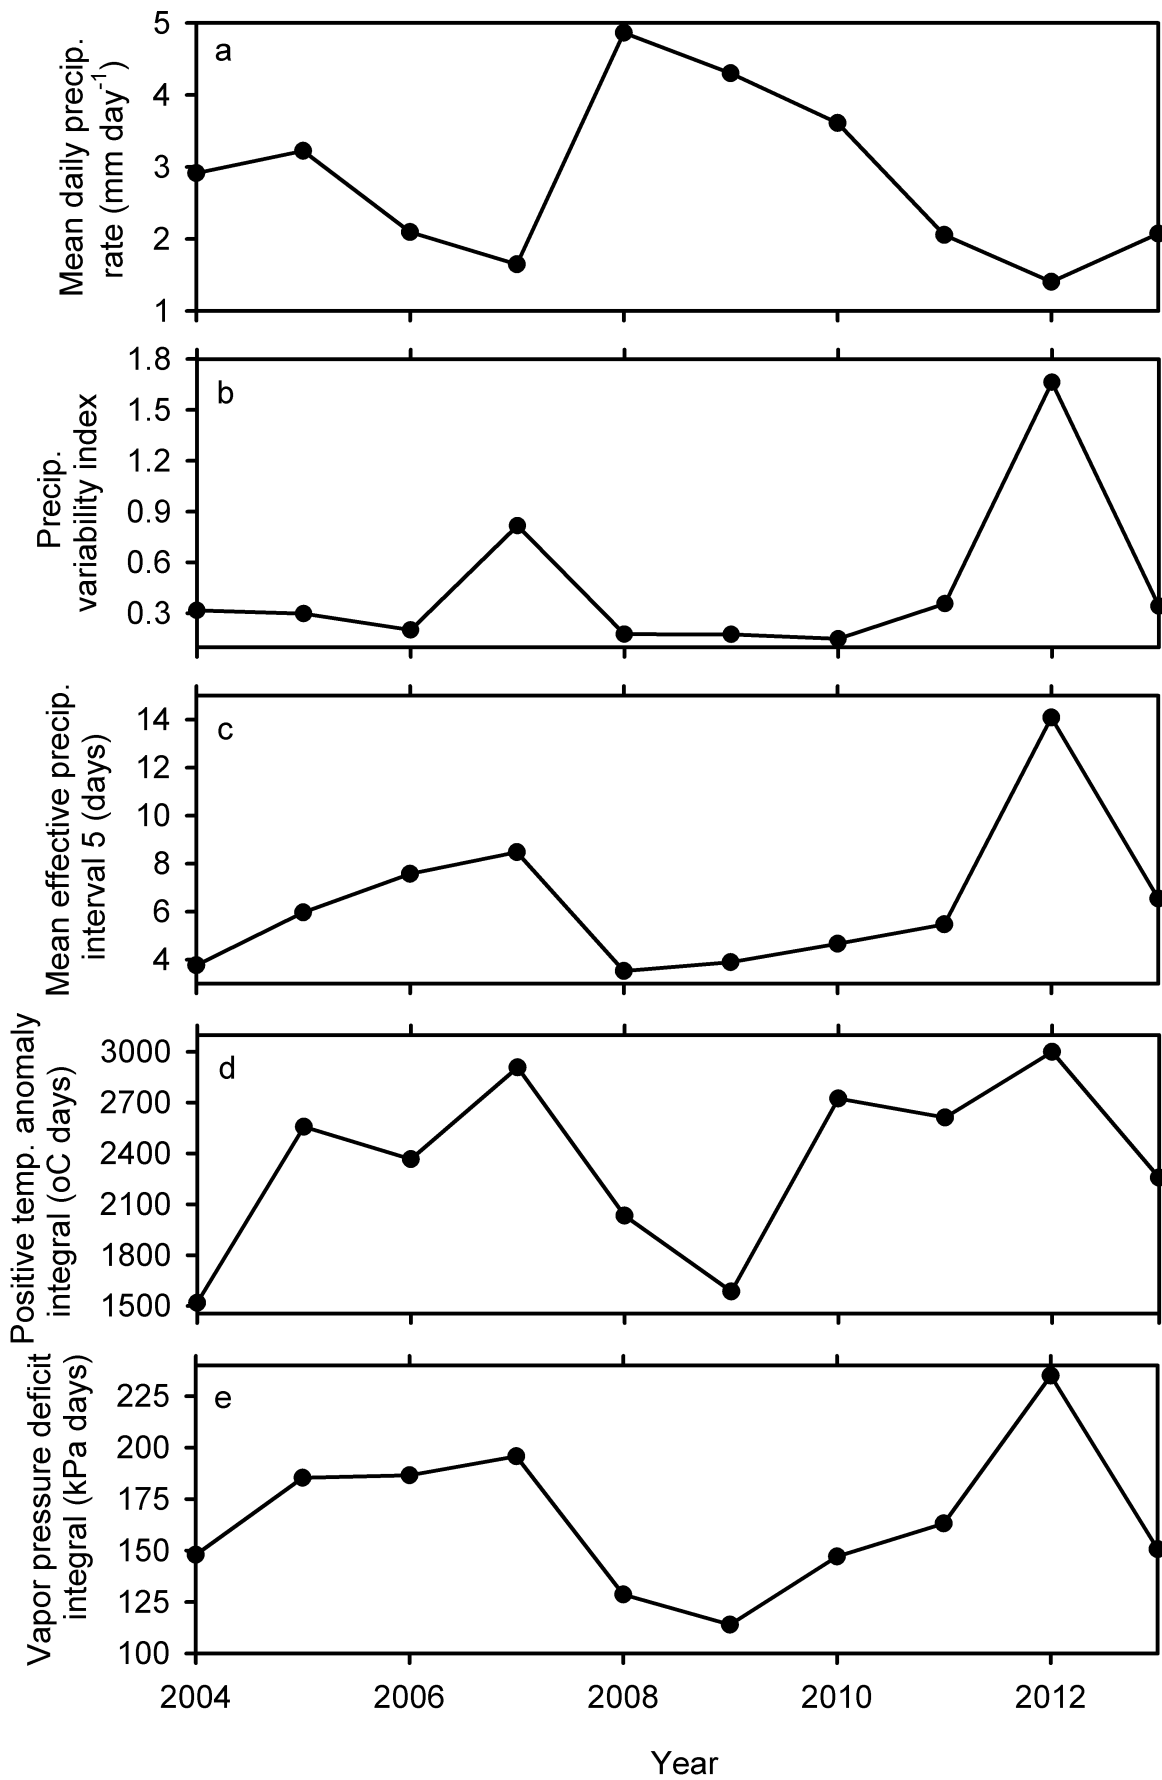 Mean daily precip.
rate (mm day-1)
5
4
3
2
1
a
Precip.
variability index
1.8
1.5
1.2
0.9
0.6
0.3
b
Mean effective precip.
interval 5 (days)
14
12
10
8
6
4
c
Positive temp. anomaly
integral (oC days)
3000
2700
2400
2100
1800
1500
d
Vapor pressure deficit
integral (kPa days)
225
200
175
150
125
100
e
2004 2006 2008 2010 2012
Year